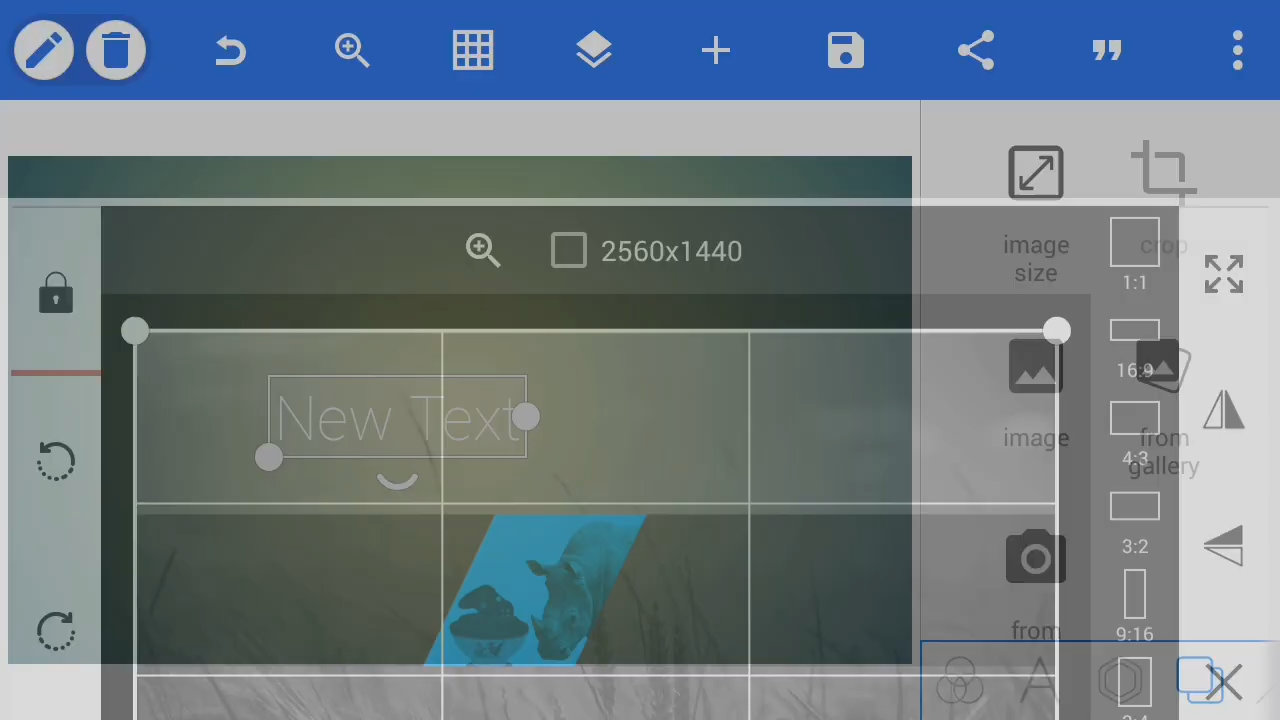 2560x1440
image
size
crop
1:1
16:9
New Text
image
from
gallery
4:3
3:2
from
9:16